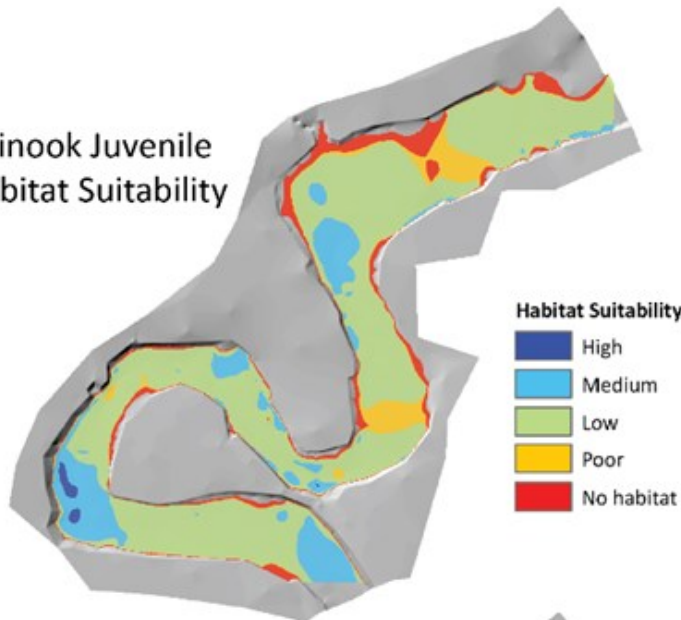 inook Juvenile
bitat Suitability
Habitat Suitability
High
Medium
Low
Poor
No habitat